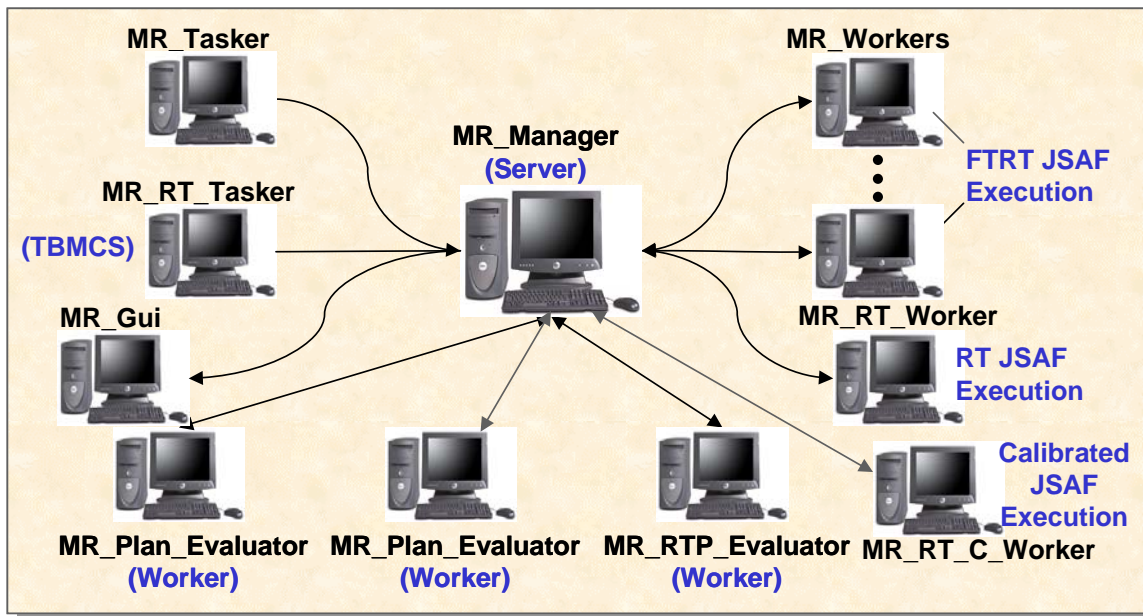 MR_Tasker
MR_Workers
MR_Manager
(Server)
FTRT JSAF
Execution
MR_RT_Tasker
(TBMCS)
MR_Gui
MR_RT_Worker
RT JSAF
Execution
Calibrated
JSAF
Execution
MR_RT_C_Worker
MR_Plan_Evaluator
(Worker)
MR_Plan_Evaluator
(Worker)
MR_RTP_Evaluator
(Worker)